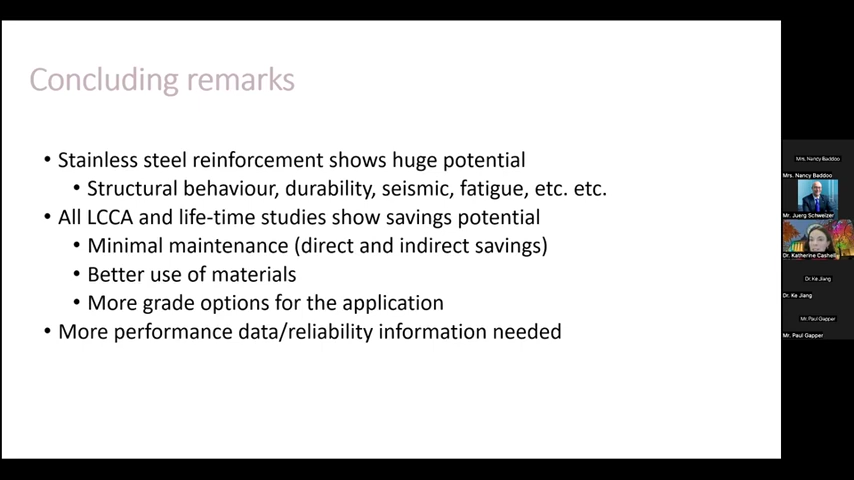 Concluding remarks
• Stainless steel reinforcement shows huge potential
• Structural behaviour, durability, seismic, fatigue, etc. etc.
• All LCCA and life-time studies show savings potential
• Minimal maintenance (direct and indirect savings)
• Better use of materials
• More grade options for the application
• More performance data/reliability information needed
Mrs. Nancy Baddoo
Mrs. Nancy Baddoo
Mr. Juerg Schweizer
Dr. Katherine Cashell
Dr. Ke Jiang
Dr. Ke Jiang
Mr. Paul Gapper
Mr. Paul Gapper